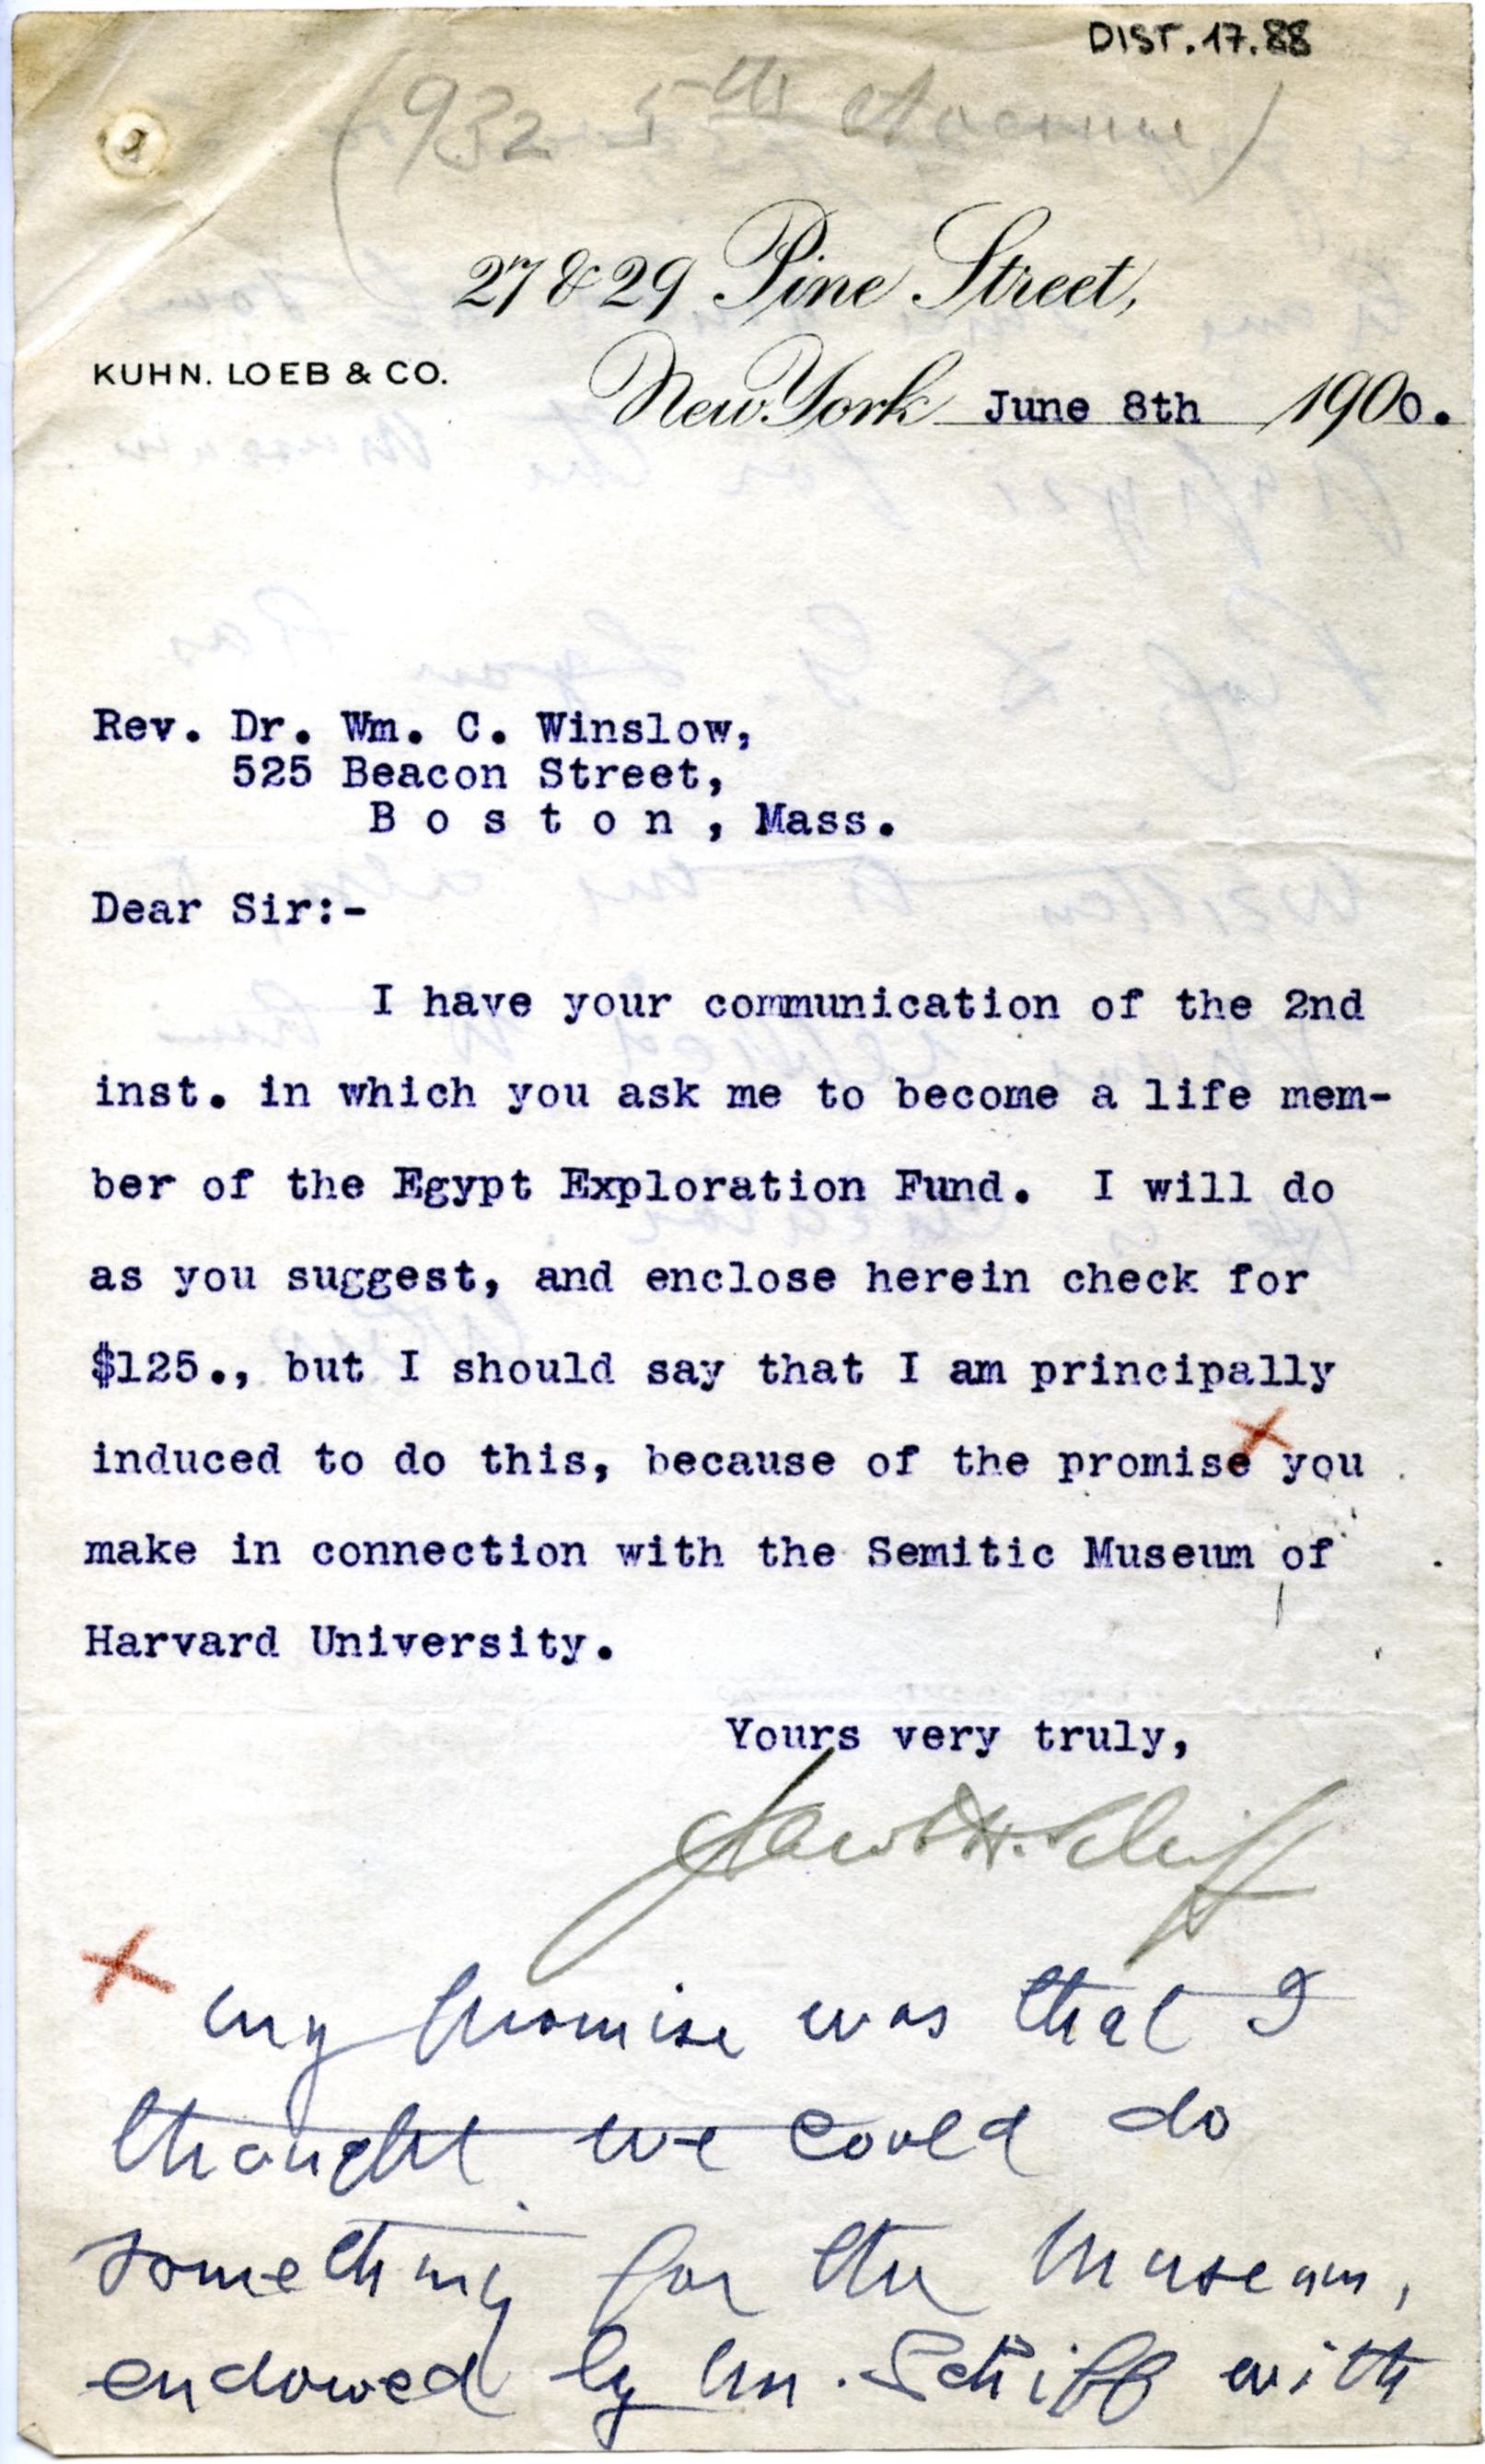 DIST.17.88
(932 5th Avenue)
27 & 29 Pine Street,
KUHN. LOEB & CO.
New York June 8th 1900.
Rev. Dr. Wm. C. Winslow,
525 Beacon Street,
B o s t o n , Mass.
Dear Sir:-
I have your communication of the 2nd
inst. in which you ask me to become a life mem-
ber of the Egypt Exploration Fund. I will do
as you suggest, and enclose herein check for
$125., but I should say that I am principally
induced to do this, because of the promise x you
make in connection with the Semitic Museum of
Harvard University.
Yours very truly,
Jacob H. Schiff
x my promise was that I
thought we could do
something for the Museum,
endowed by Mr. Schiff with